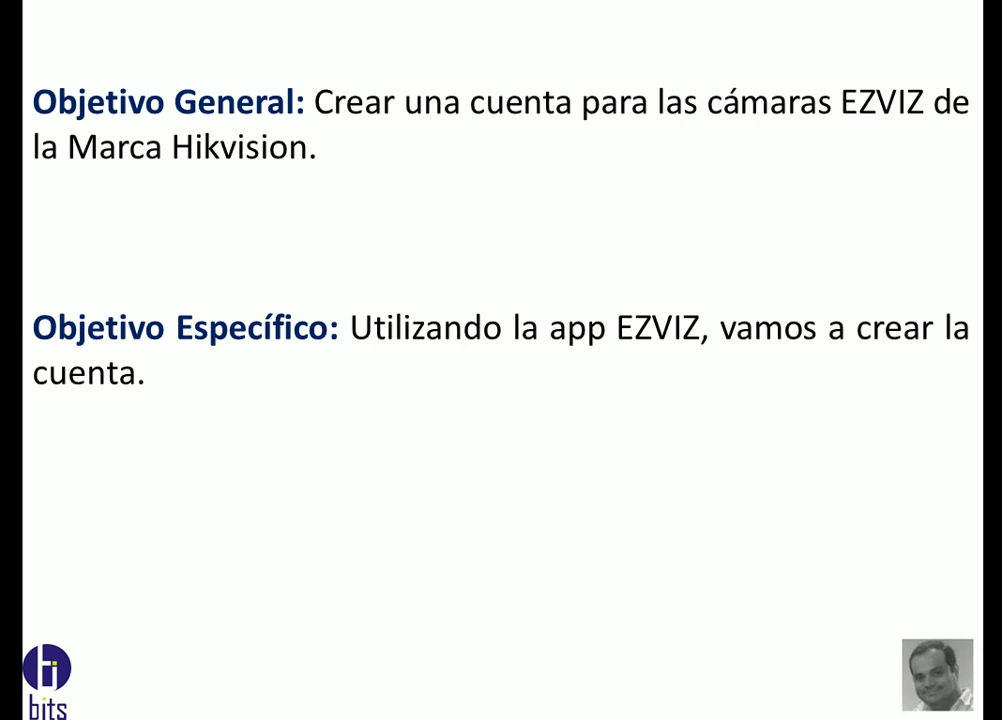 Objetivo General: Crear una cuenta para las cámaras EZVIZ de
la Marca Hikvision.
Objetivo Específico: Utilizando la app EZVIZ, vamos a crear la
cuenta.
bits